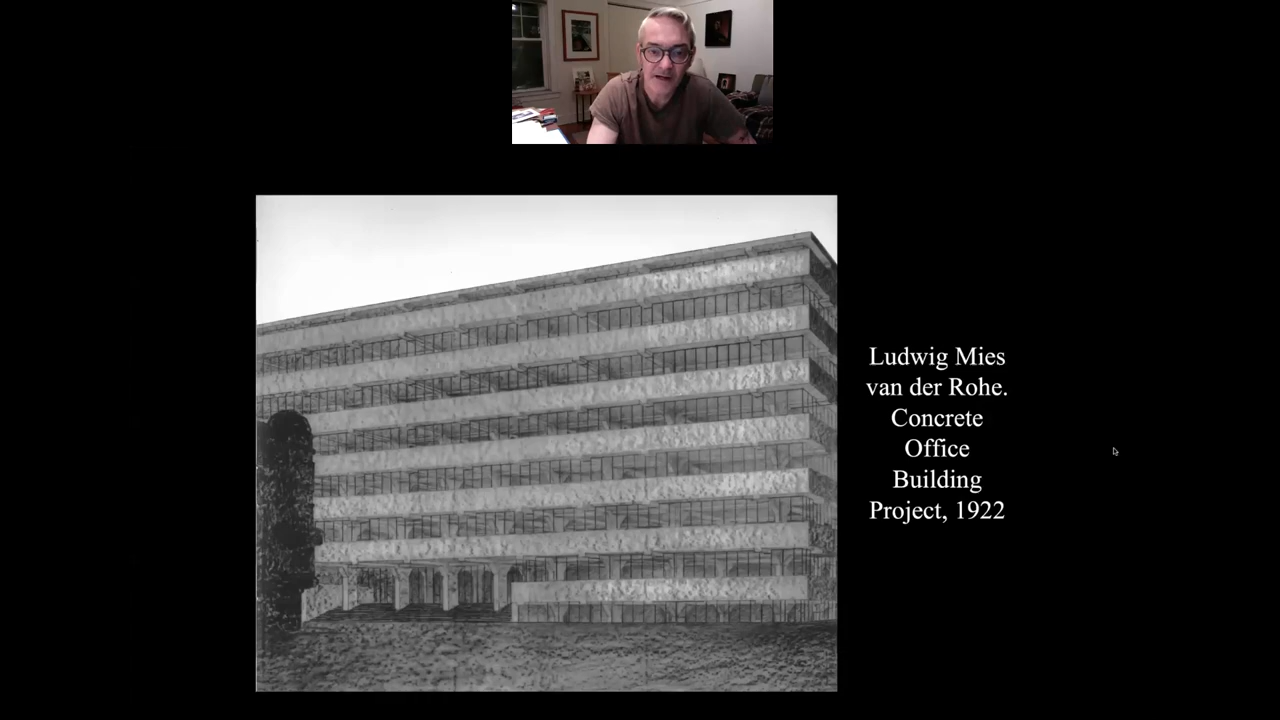 Ludwig Mies
van der Rohe.
Concrete
Office
Building
Project, 1922